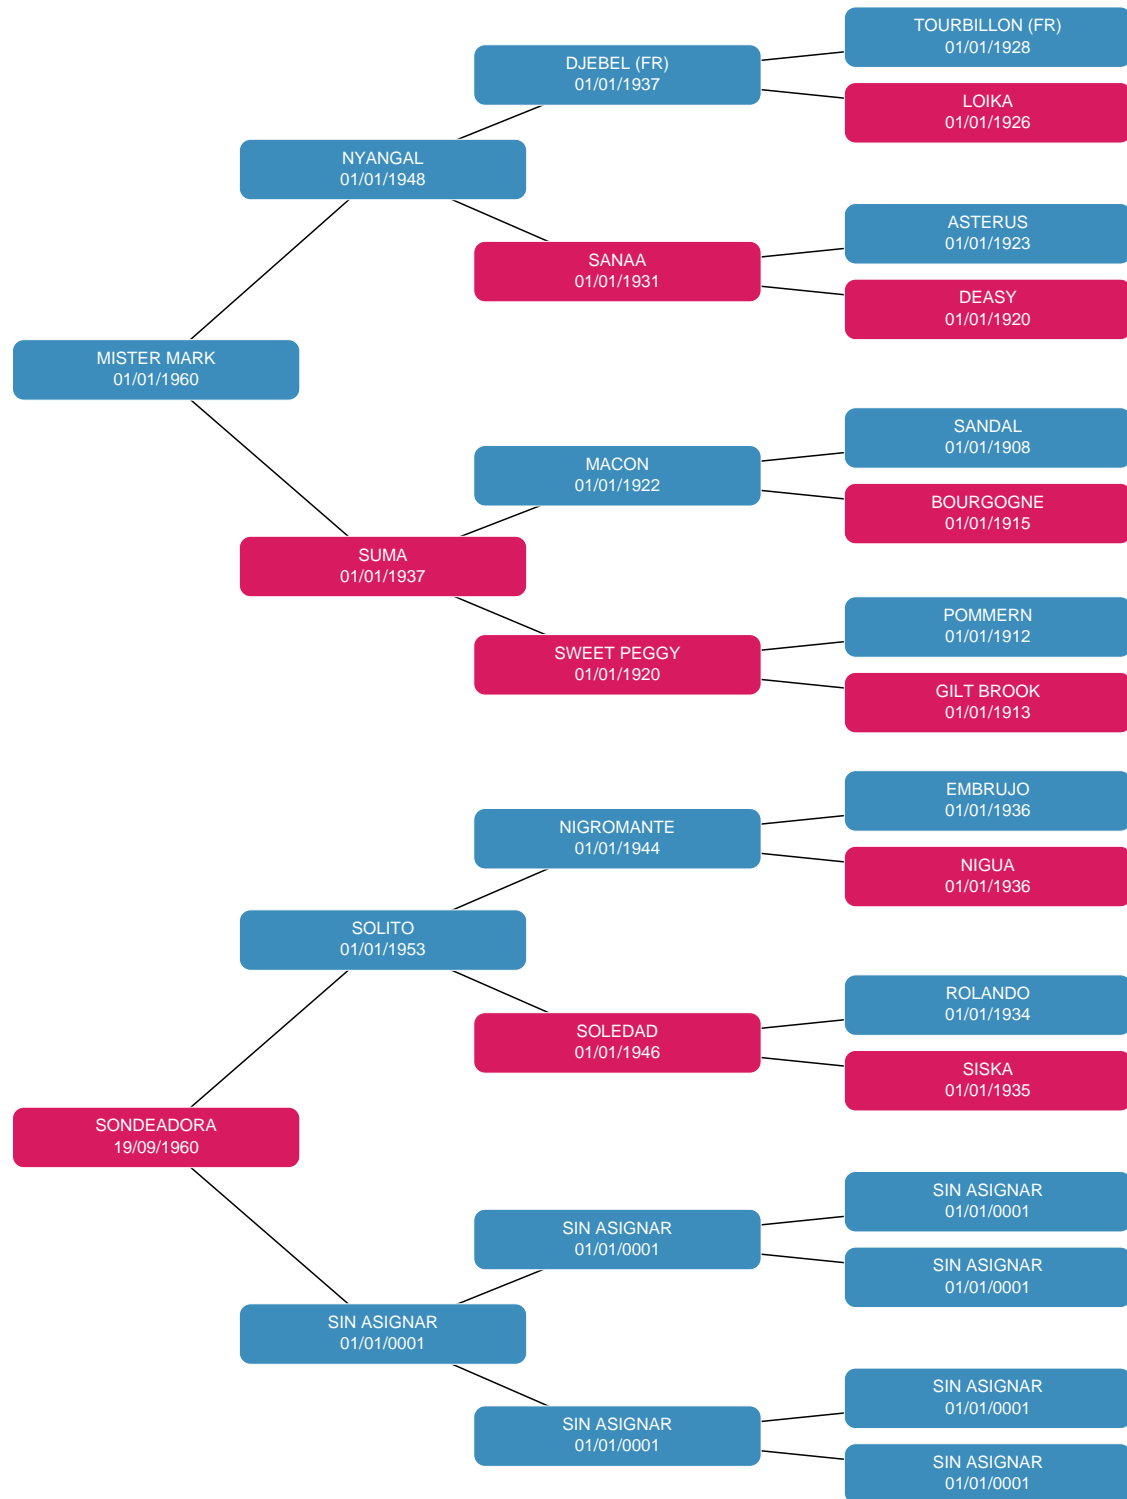 TOURBILLON (FR)
01/01/1928
DJEBEL (FR)
01/01/1937
LOIKA
01/01/1926
NYANGAL
01/01/1948
ASTERUS
01/01/1923
SANAA
01/01/1931
DEASY
01/01/1920
MISTER MARK
01/01/1960
SANDAL
01/01/1908
MACON
01/01/1922
BOURGOGNE
01/01/1915
SUMA
01/01/1937
POMMERN
01/01/1912
SWEET PEGGY
01/01/1920
GILT BROOK
01/01/1913
EMBRUJO
01/01/1936
NIGROMANTE
01/01/1944
NIGUA
01/01/1936
SOLITO
01/01/1953
ROLANDO
01/01/1934
SOLEDAD
01/01/1946
SISKA
01/01/1935
SONDEADORA
19/09/1960
SIN ASIGNAR
01/01/0001
SIN ASIGNAR
01/01/0001
SIN ASIGNAR
01/01/0001
SIN ASIGNAR
01/01/0001
SIN ASIGNAR
01/01/0001
SIN ASIGNAR
01/01/0001
SIN ASIGNAR
01/01/0001